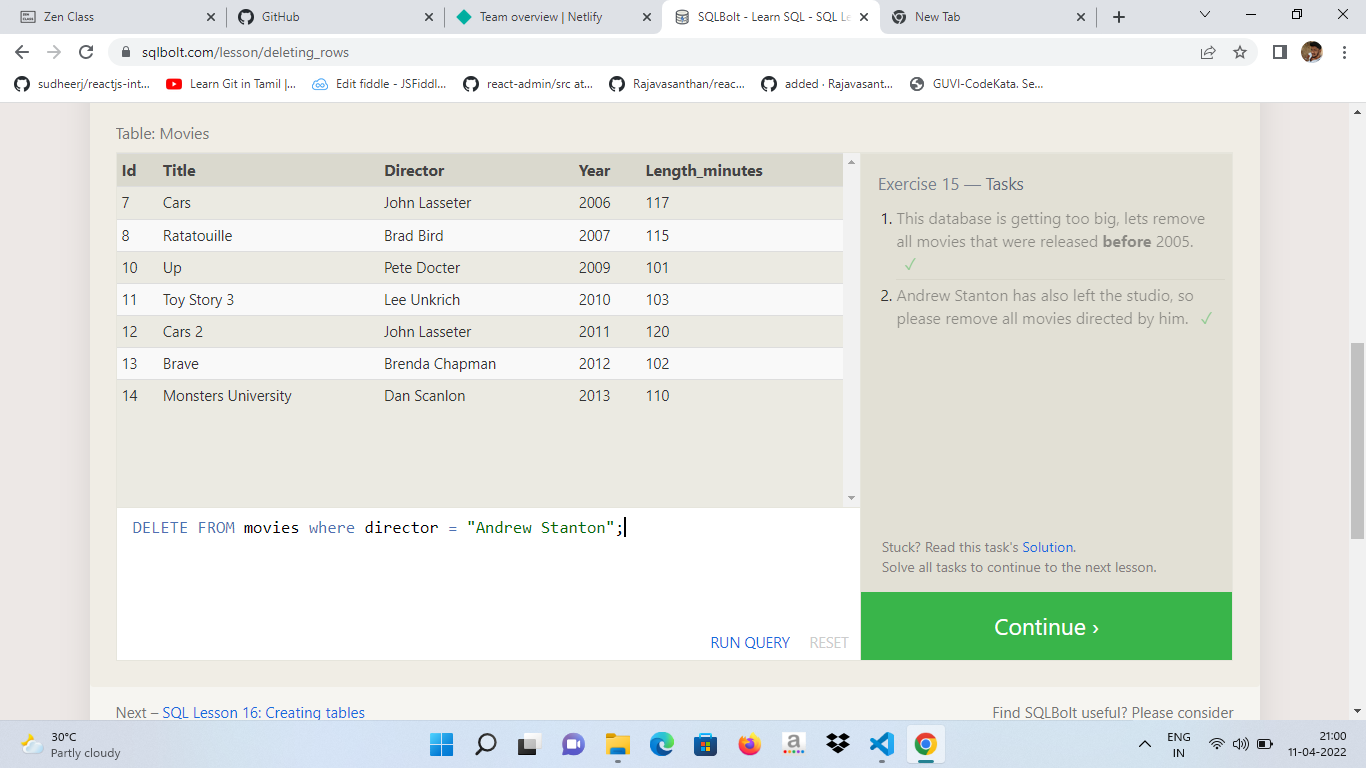 Zen Class
GitHub
Team overview | Netlify
SQLBolt - Learn SQL - SQL Le
New Tab
sqlbolt.com/lesson/deleting_rows
sudheerj/reactjs-int...
Learn Git in Tamil |...
Edit fiddle - JSFiddl...
react-admin/src at...
Rajavasanthan/reac...
added · Rajavasant...
GUVI-CodeKata. Se...
Table: Movies
Id Title Director Year Length_minutes
7 Cars John Lasseter 2006 117
8 Ratatouille Brad Bird 2007 115
10 Up Pete Docter 2009 101
11 Toy Story 3 Lee Unkrich 2010 103
12 Cars 2 John Lasseter 2011 120
13 Brave Brenda Chapman 2012 102
14 Monsters University Dan Scanlon 2013 110
DELETE FROM movies where director = "Andrew Stanton";
RUN QUERY RESET
Exercise 15 — Tasks
1. This database is getting too big, lets remove
all movies that were released before 2005.
✓
2. Andrew Stanton has also left the studio, so
please remove all movies directed by him. ✓
Stuck? Read this task's Solution.
Solve all tasks to continue to the next lesson.
Continue ›
Next – SQL Lesson 16: Creating tables
Find SQLBolt useful? Please consider
30°C
Partly cloudy
ENG
IN
21:00
11-04-2022